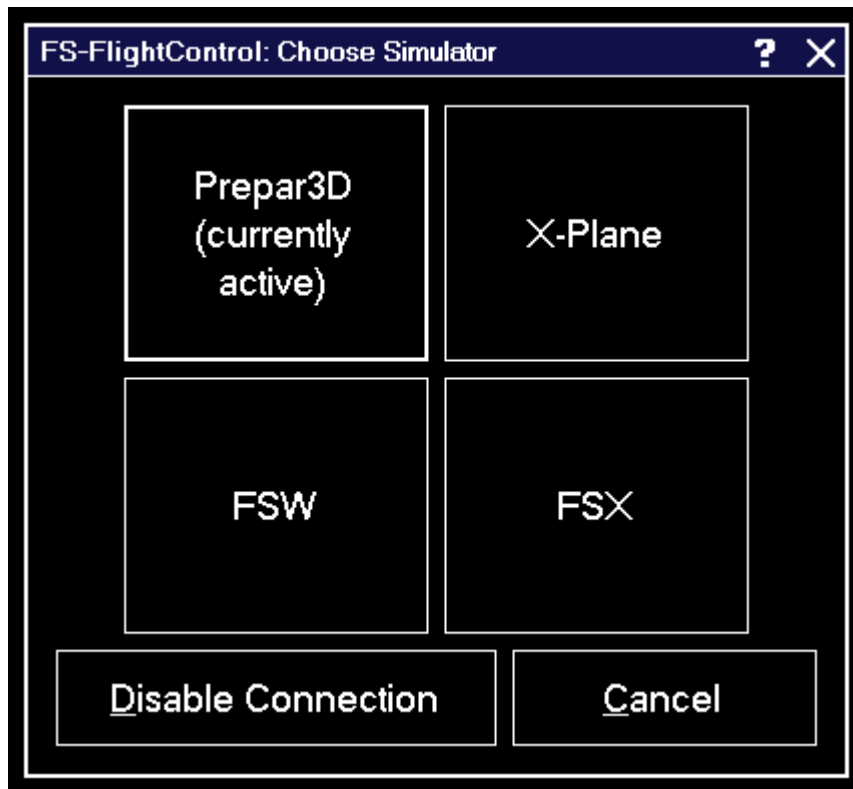 FS-FlightControl: Choose Simulator ? X
Prepar3D
(currently
active)
X-Plane
FSW
FSX
Disable Connection
Cancel